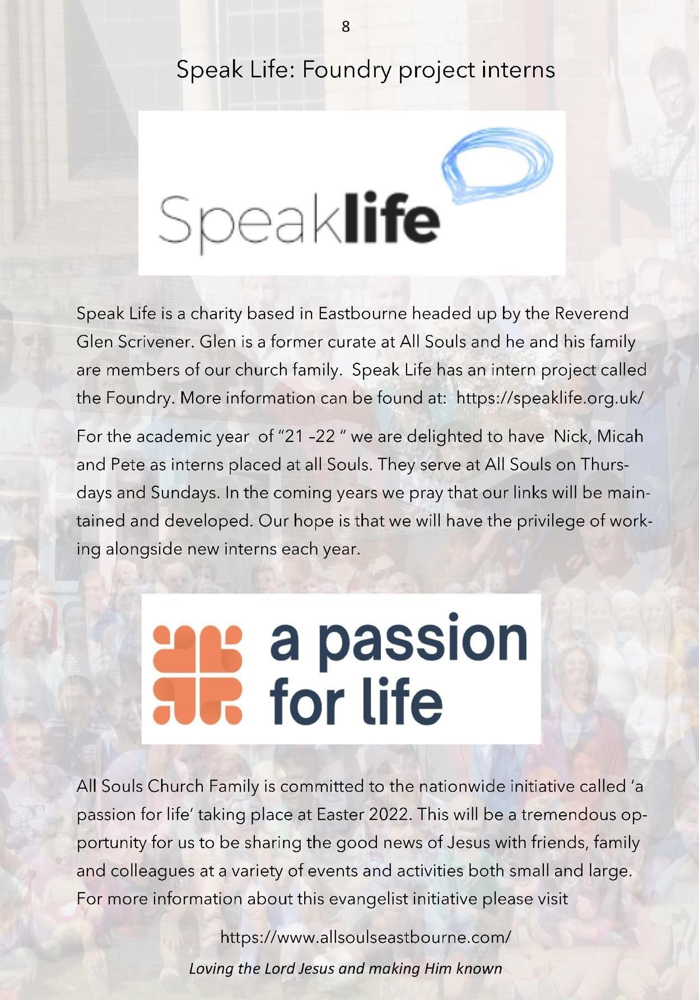 8
Speak Life: Foundry project interns
Speaklife
Speak Life is a charity based in Eastbourne headed up by the Reverend
Glen Scrivener. Glen is a former curate at All Souls and he and his family
are members of our church family.  Speak Life has an intern project called
the Foundry. More information can be found at:  https://speaklife.org.uk/
For the academic year  of “21 –22 “ we are delighted to have  Nick, Micah
and Pete as interns placed at all Souls. They serve at All Souls on Thurs-
days and Sundays. In the coming years we pray that our links will be main-
tained and developed. Our hope is that we will have the privilege of work-
ing alongside new interns each year.
a passion
for life
All Souls Church Family is committed to the nationwide initiative called ‘a
passion for life’ taking place at Easter 2022. This will be a tremendous op-
portunity for us to be sharing the good news of Jesus with friends, family
and colleagues at a variety of events and activities both small and large.
For more information about this evangelist initiative please visit
https://www.allsoulseastbourne.com/
Loving the Lord Jesus and making Him known